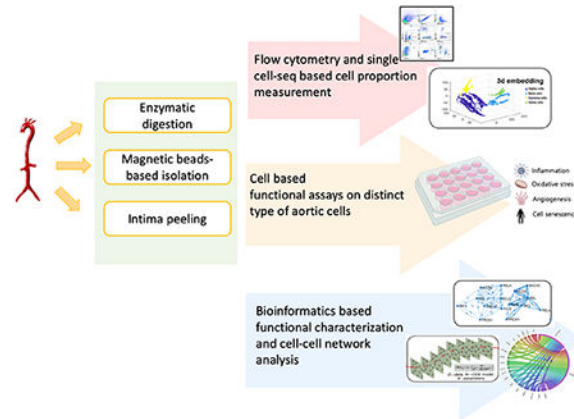 Flow cytometry and single
cell-seq based cell proportion
measurement
3d embedding
Enzymatic
digestion
Magnetic beads-
based isolation
Intima peeling
Cell based
functional assays on distinct
type of aortic cells
Inflammation
Oxidative stres
Angiogenesis
Cell senescenc
Bioinformatics based
functional characterization
and cell-cell network
analysis